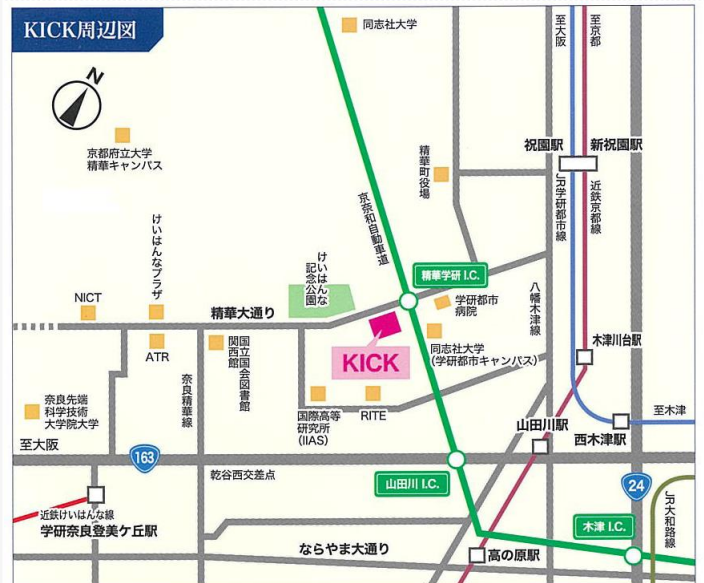 KICK周辺図
N
同志社大学
至大阪
至京都
京都府立大学
精華キャンパス
精華町役場
祝園駅
新祝園駅
JR学研都市線
近鉄京都線
京奈和自動車道
けいはんなプラザ
けいはんな
記念公園
精華学研 I.C.
NICT
精華大通り
学研都市
病院
八幡木津線
ATR
国立国会図書館
関西館
KICK
同志社大学
(学研都市キャンパス)
木津川台駅
奈良先端
科学技術
大学院大学
奈良精華線
国際高等
研究所
(IIAS)
RITE
至木津
山田川駅
西木津駅
至大阪
163
乾谷西交差点
山田川 I.C.
24
近鉄けいはんな線
学研奈良登美ケ丘駅
JR大和路線
木津 I.C.
ならやま大通り
高の原駅